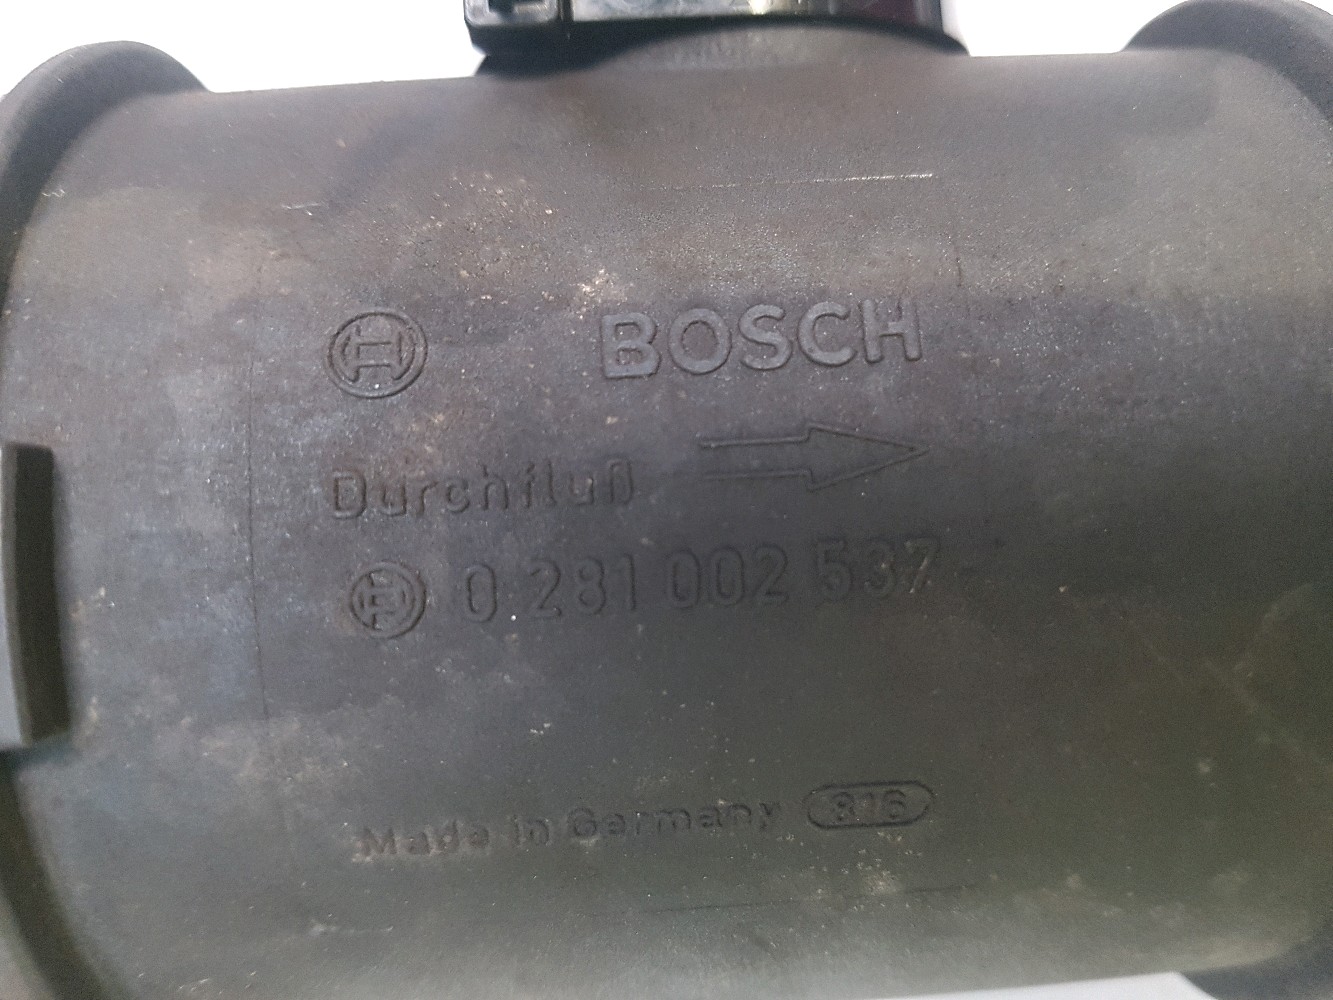 BOSCH
Durchfluß
0 281 002 537
Made in Germany 816